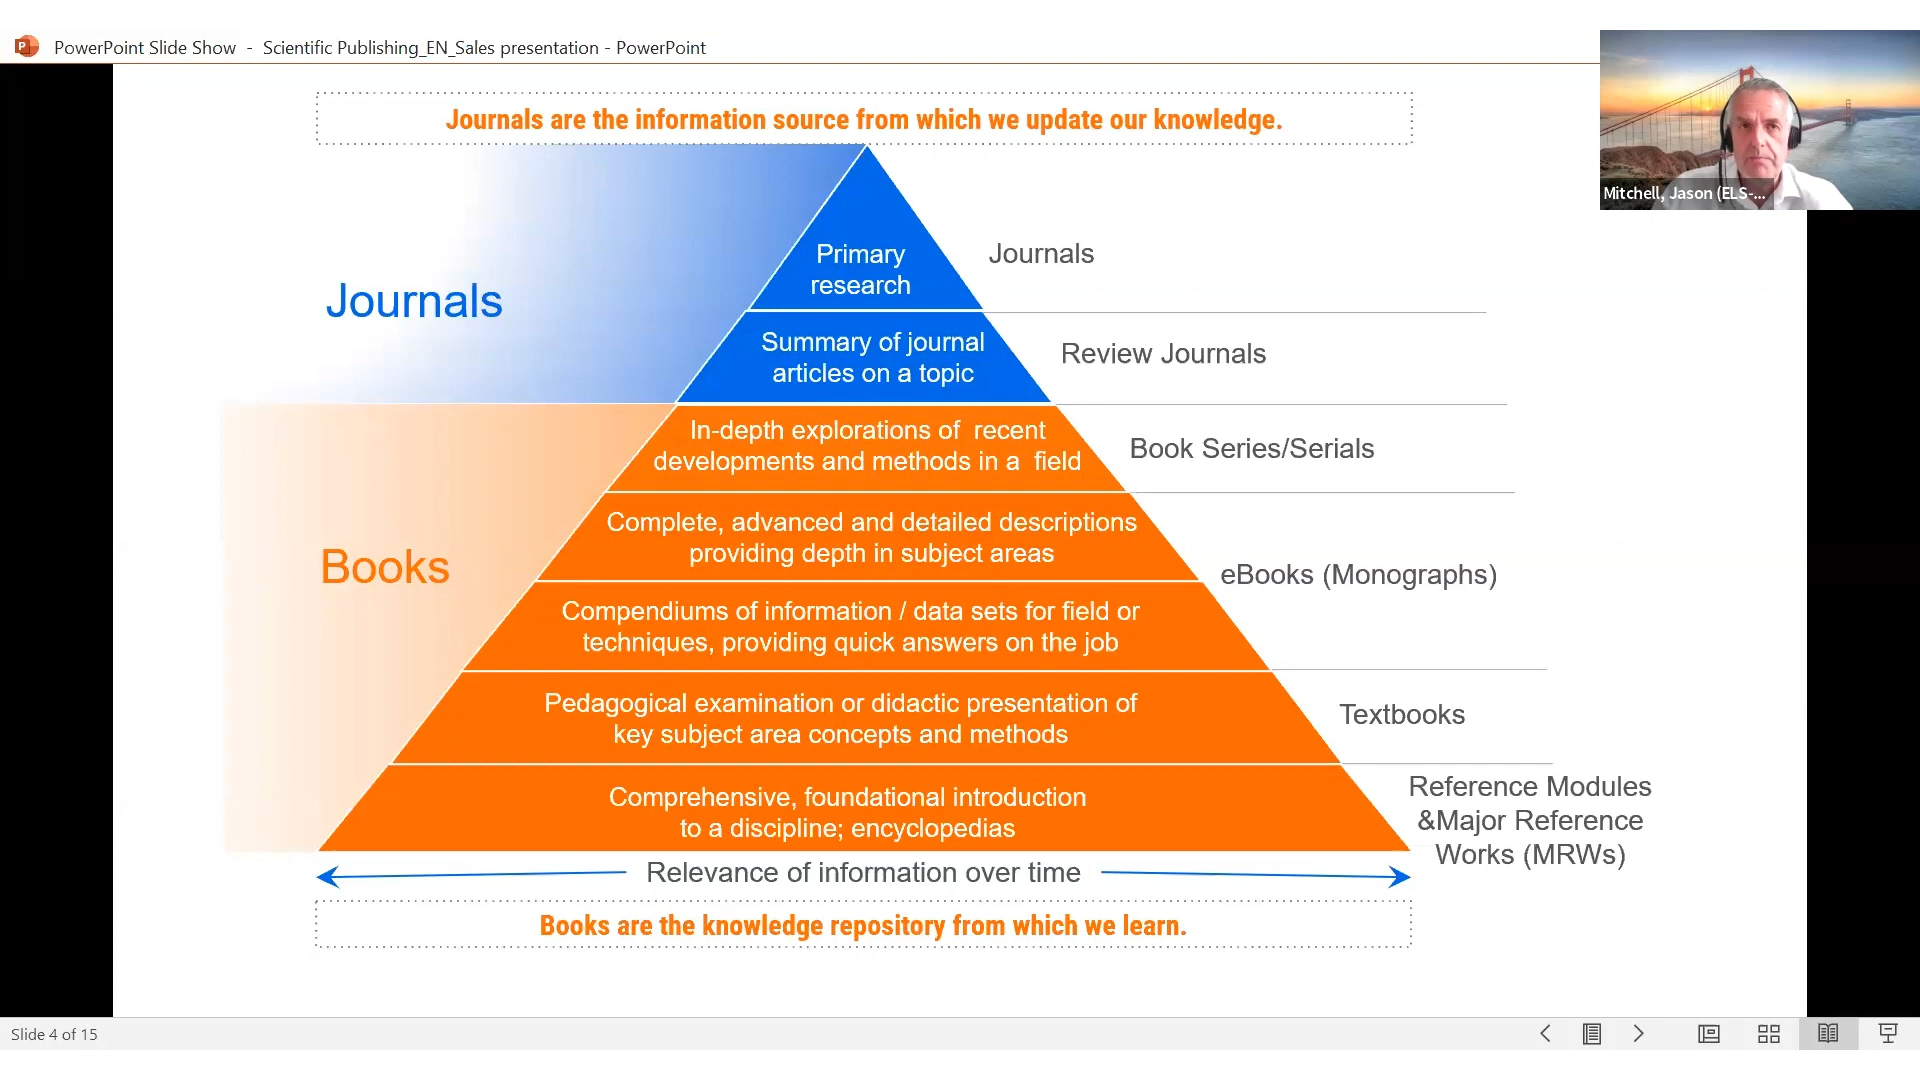 PowerPoint Slide Show - Scientific Publishing_EN_Sales presentation - PowerPoint
Mitchell, Jason (ELS-...
Journals are the information source from which we update our knowledge.
Journals
Primary
research
Journals
Summary of journal
articles on a topic
Review Journals
Books
In-depth explorations of recent
developments and methods in a field
Book Series/Serials
Complete, advanced and detailed descriptions
providing depth in subject areas
eBooks (Monographs)
Compendiums of information / data sets for field or
techniques, providing quick answers on the job
Pedagogical examination or didactic presentation of
key subject area concepts and methods
Textbooks
Comprehensive, foundational introduction
to a discipline; encyclopedias
Reference Modules
&Major Reference
Works (MRWs)
Relevance of information over time
Books are the knowledge repository from which we learn.
Slide 4 of 15